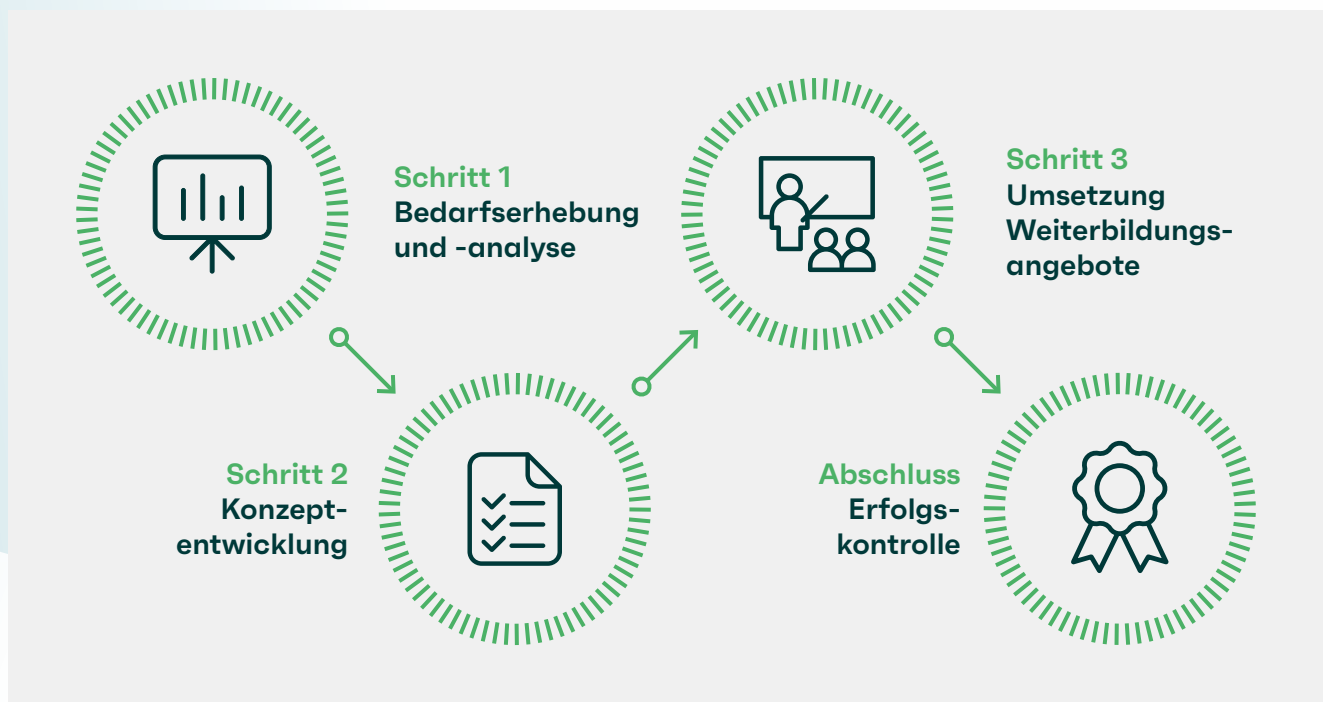 Schritt 1
Bedarfserhebung
und -analyse
Schritt 2
Konzept-
entwicklung
Schritt 3
Umsetzung
Weiterbildungs-
angebote
Abschluss
Erfolgs-
kontrolle